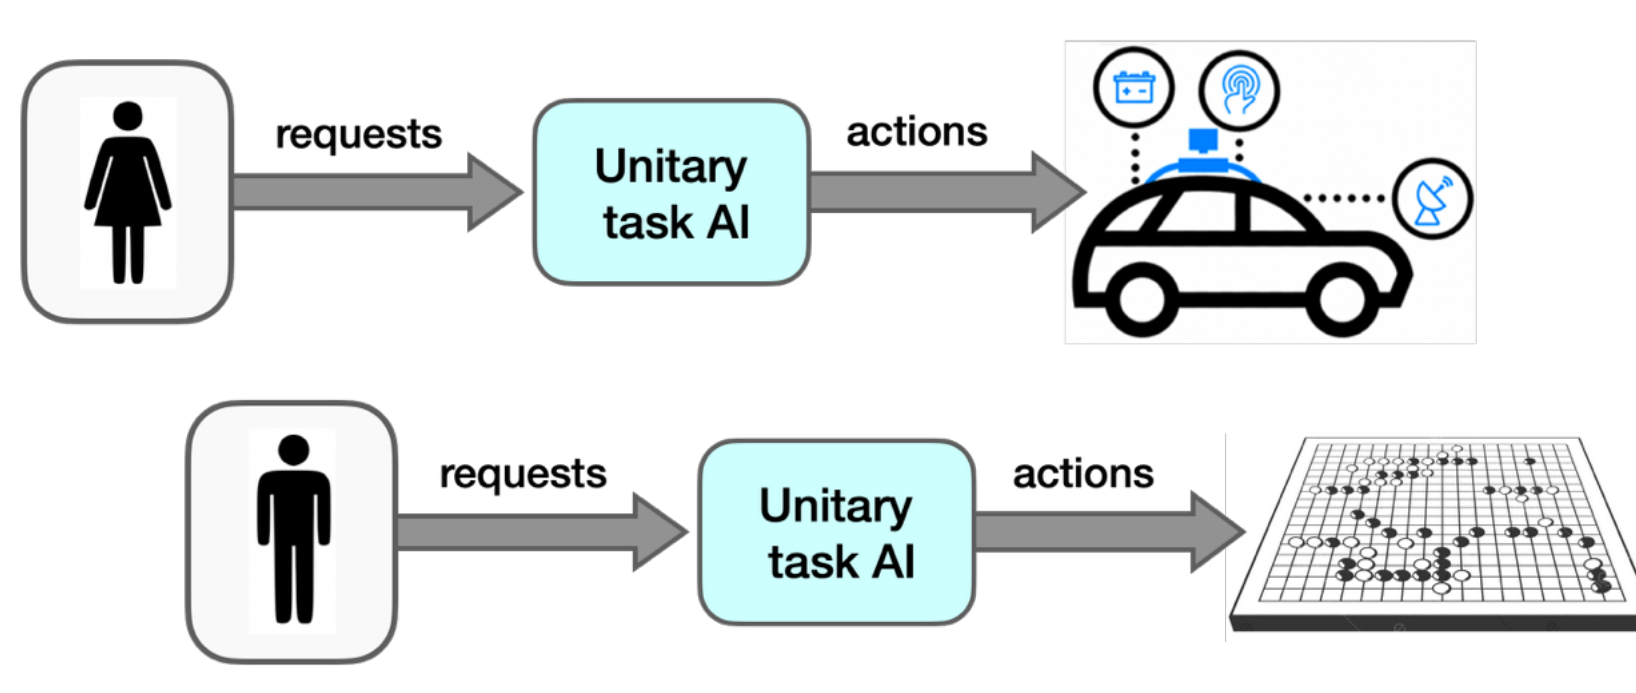 requests
Unitary
task AI
actions
requests
Unitary
task AI
actions